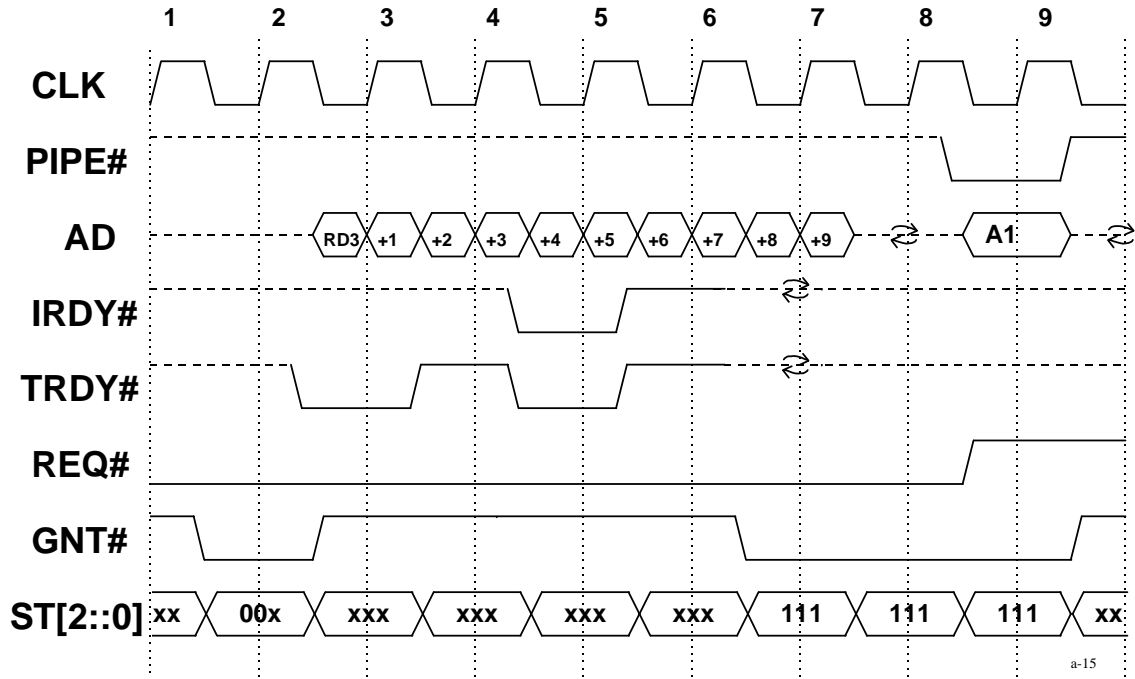 1 2 3 4 5 6 7 8 9
CLK
PIPE#
AD RD3 +1 +2 +3 +4 +5 +6 +7 +8 +9 A1
IRDY#
TRDY#
REQ#
GNT#
ST[2::0] xx 00x xxx xxx xxx xxx 111 111 111 xx
a-15